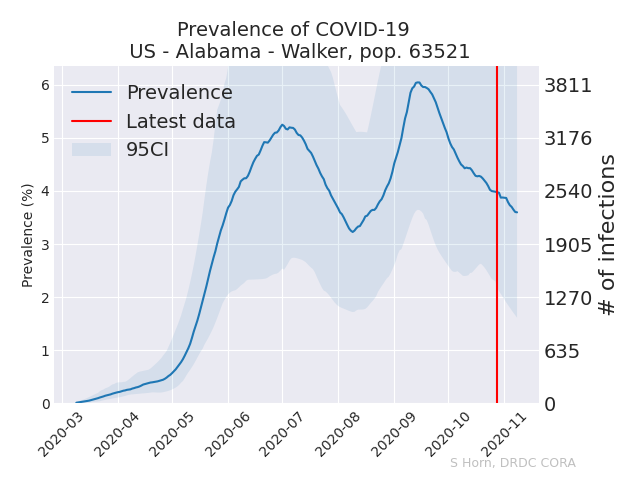 Prevalence of COVID-19
US - Alabama - Walker, pop. 63521
Prevalence
Latest data
95CI
Prevalence (%)
6
5
4
3
2
1
0
3811
3176
2540
1905
1270
635
0
# of infections
2020-03
2020-04
2020-05
2020-06
2020-07
2020-08
2020-09
2020-10
2020-11
S Horn, DRDC CORA